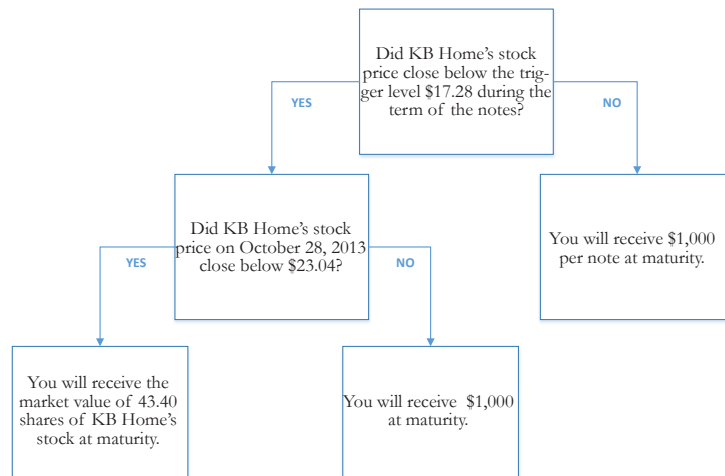 Did KB Home's stock
price close below the trig-
ger level $17.28 during the
term of the notes?
YES
NO
Did KB Home's stock
price on October 28, 2013
close below $23.04?
You will receive $1,000
per note at maturity.
YES
NO
You will receive the
market value of 43.40
shares of KB Home's
stock at maturity.
You will receive $1,000
at maturity.